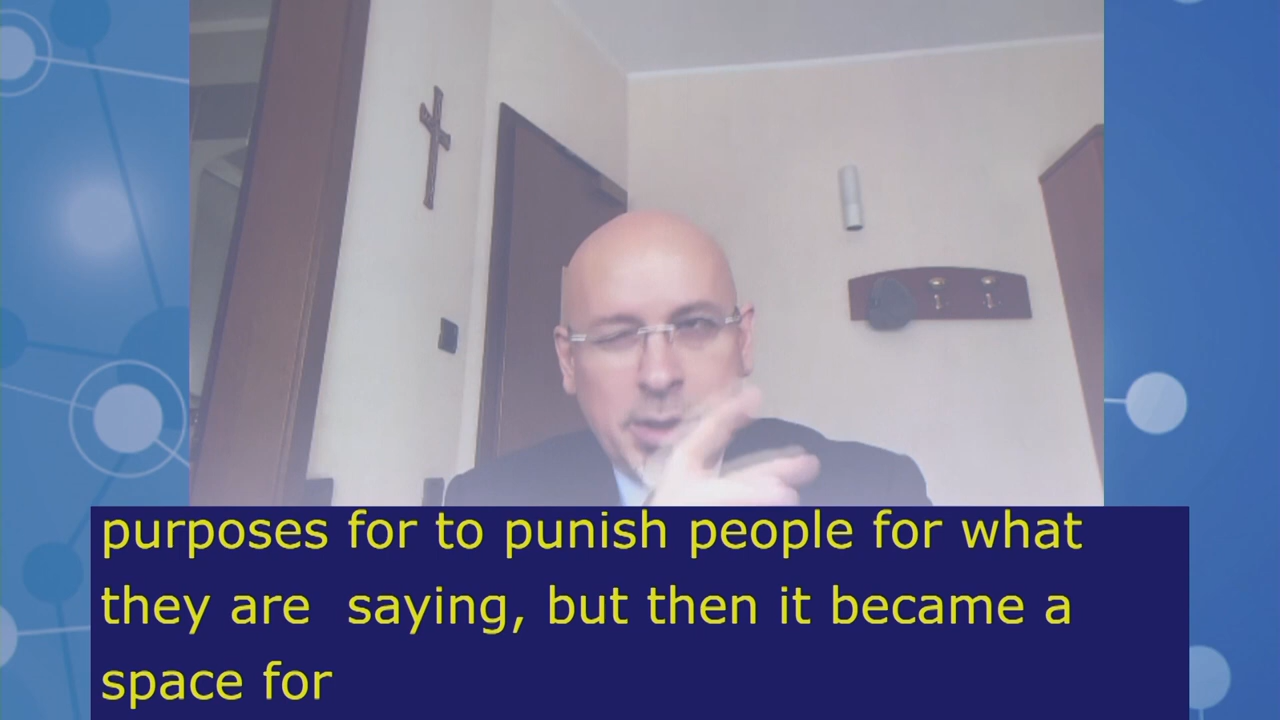 purposes for to punish people for what
they are  saying, but then it became a
space for